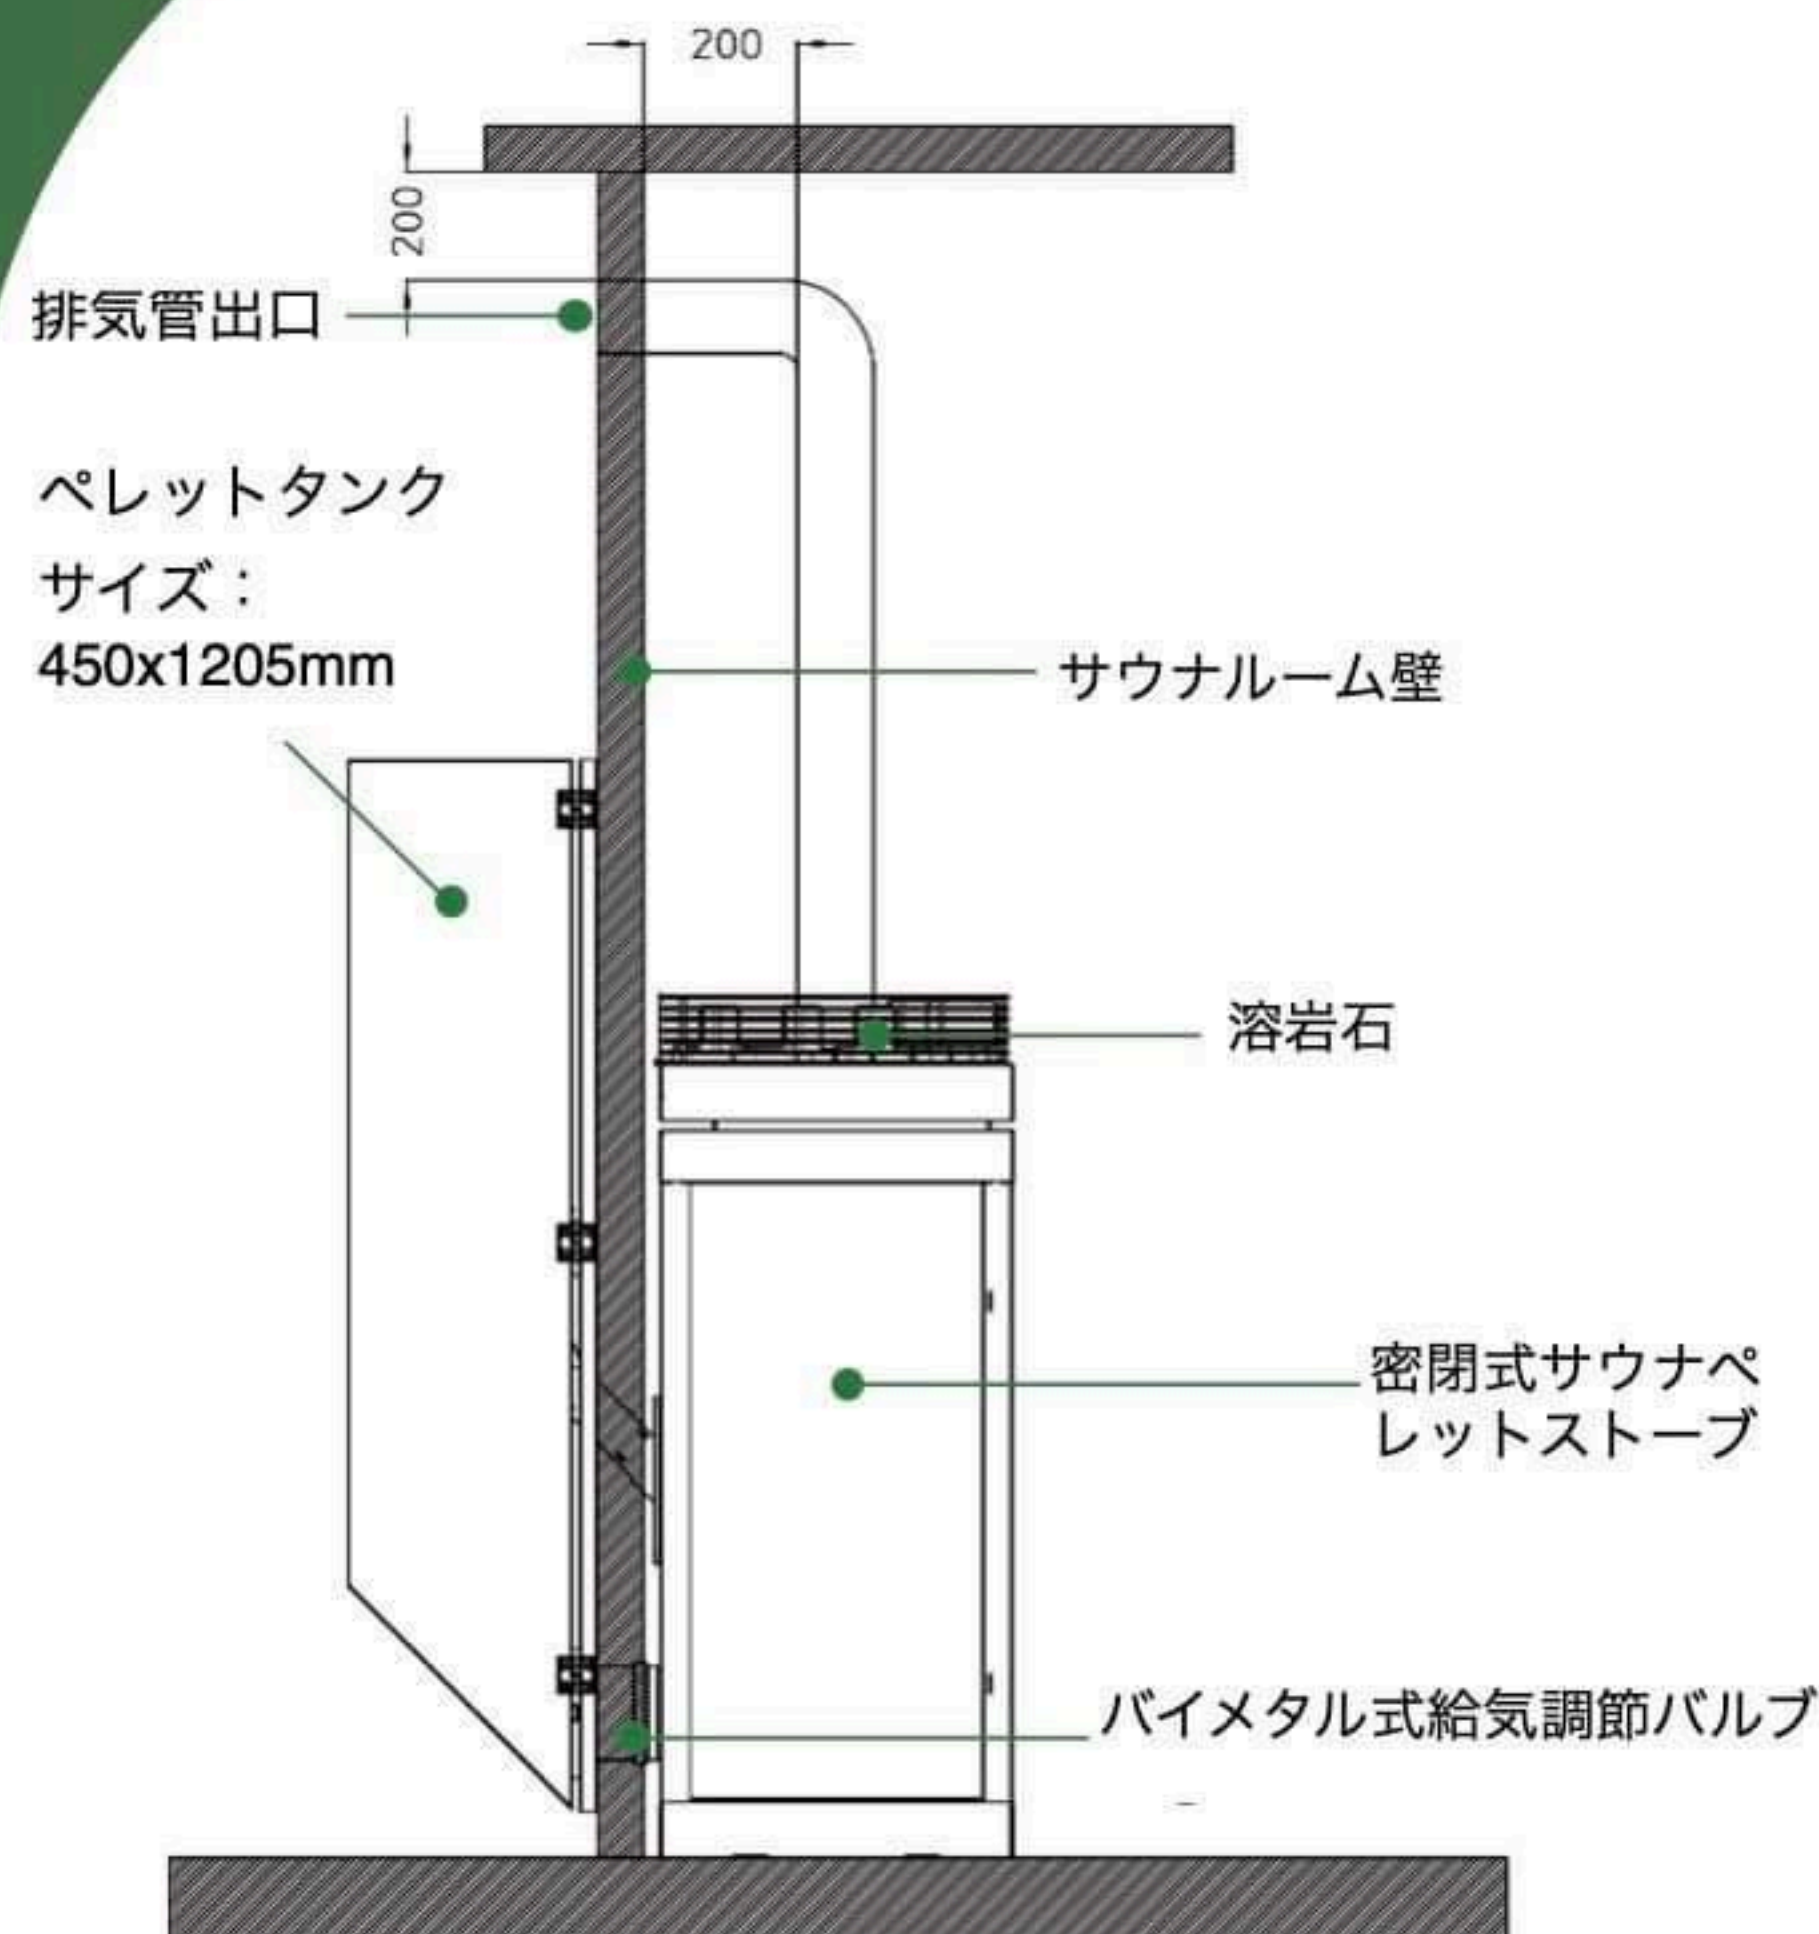 200
200
排気管出口
ペレットタンク
サイズ：
450x1205mm
サウナルーム壁
溶岩石
密閉式サウナペ
レットストーブ
バイメタル式給気調節バルブ